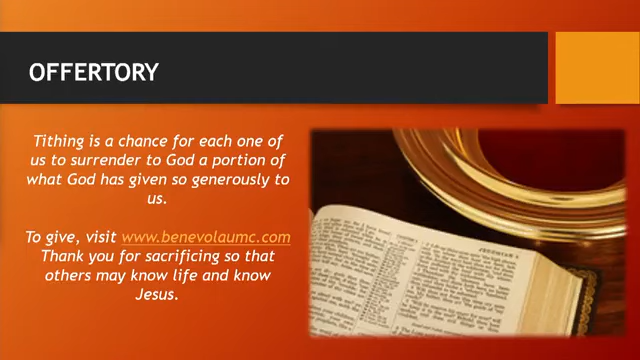 OFFERTORY
Tithing is a chance for each one of
us to surrender to God a portion of
what God has given so generously to
us.
To give, visit www.benevolaumc.com
Thank you for sacrificing so that
others may know life and know
Jesus.